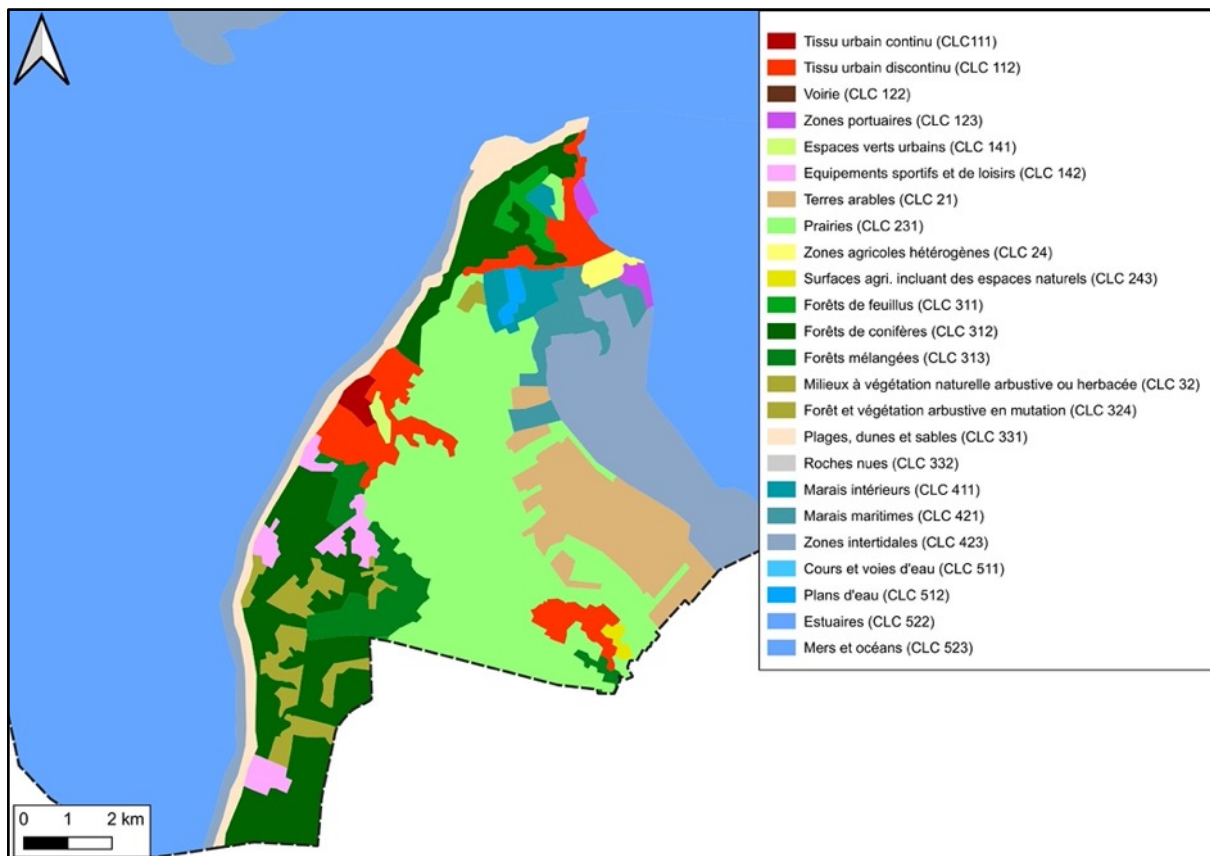 Tissu urbain continu (CLC111)
Tissu urbain discontinu (CLC 112)
Voirie (CLC 122)
Zones portuaires (CLC 123)
Espaces verts urbains (CLC 141)
Equipements sportifs et de loisirs (CLC 142)
Terres arables (CLC 21)
Prairies (CLC 231)
Zones agricoles hétérogènes (CLC 24)
Surfaces agri. incluant des espaces naturels (CLC 243)
Forêts de feuillus (CLC 311)
Forêts de conifères (CLC 312)
Forêts mélangées (CLC 313)
Milieux à végétation naturelle arbustive ou herbacée (CLC 32)
Forêt et végétation arbustive en mutation (CLC 324)
Plages, dunes et sables (CLC 331)
Roches nues (CLC 332)
Marais intérieurs (CLC 411)
Marais maritimes (CLC 421)
Zones intertidales (CLC 423)
Cours et voies d'eau (CLC 511)
Plans d'eau (CLC 512)
Estuaires (CLC 522)
Mers et océans (CLC 523)
0 1 2 km